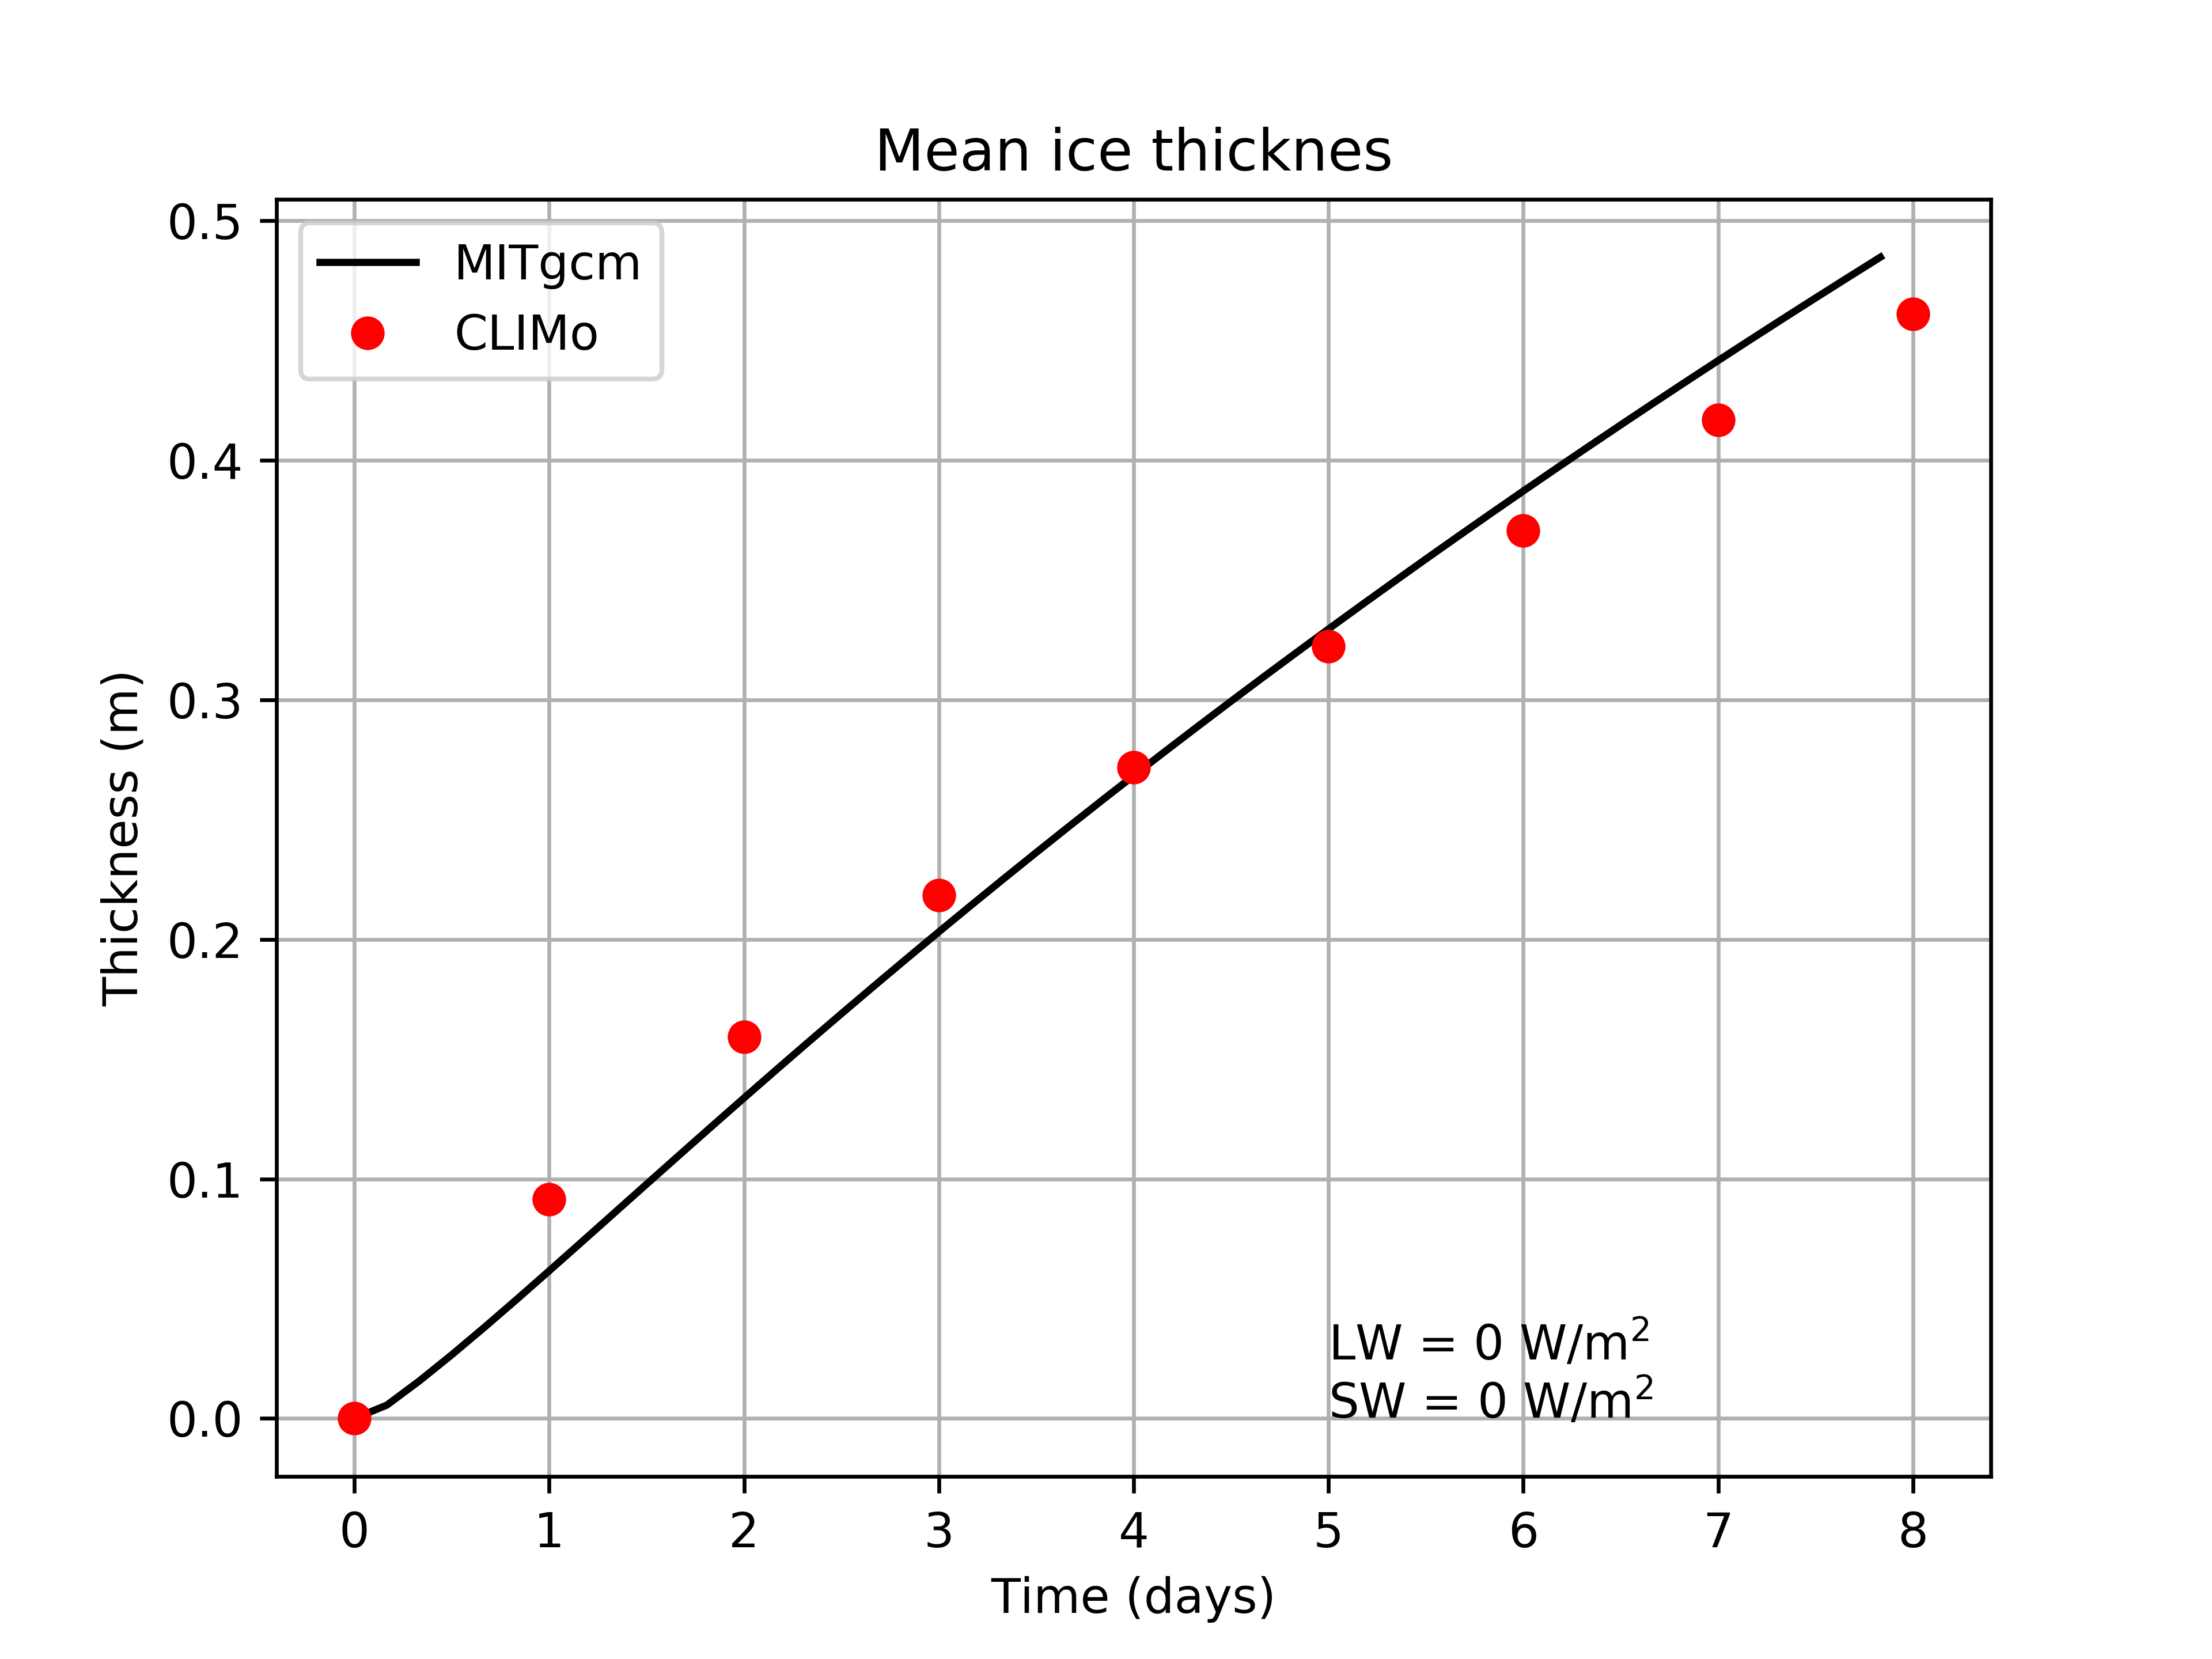 Mean ice thicknes
0.5
0.4
0.3
0.2
0.1
0.0
Thickness (m)
MITgcm
CLIMo
LW = 0 W/m²
SW = 0 W/m²
0 1 2 3 4 5 6 7 8
Time (days)